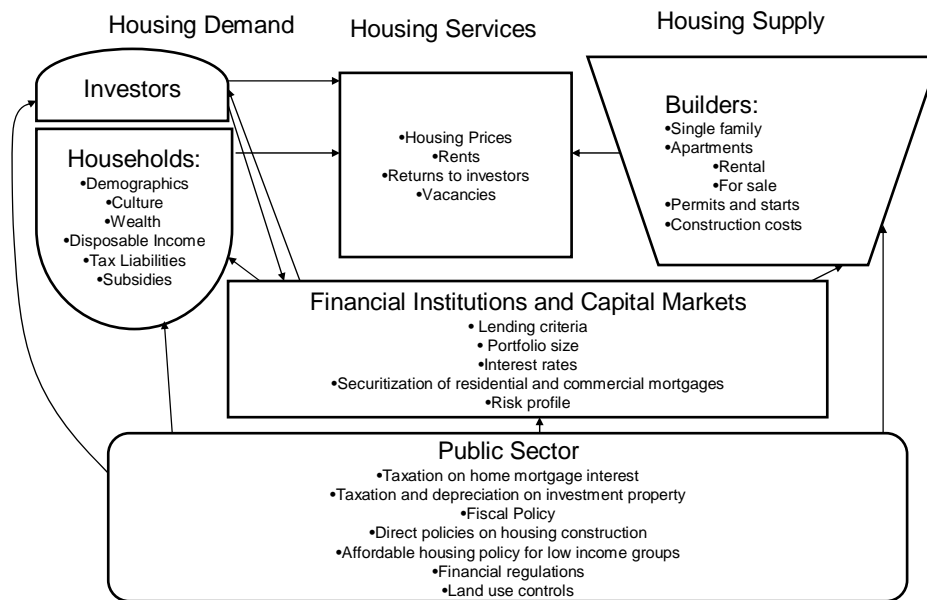 Housing Demand
Housing Services
Housing Supply
Investors
Households:
•Demographics
•Culture
•Wealth
•Disposable Income
•Tax Liabilities
•Subsidies
•Housing Prices
•Rents
•Returns to investors
•Vacancies
Builders:
•Single family
•Apartments
•Rental
•For sale
•Permits and starts
•Construction costs
Financial Institutions and Capital Markets
• Lending criteria
• Portfolio size
•Interest rates
•Securitization of residential and commercial mortgages
•Risk profile
Public Sector
•Taxation on home mortgage interest
•Taxation and depreciation on investment property
•Fiscal Policy
•Direct policies on housing construction
•Affordable housing policy for low income groups
•Financial regulations
•Land use controls